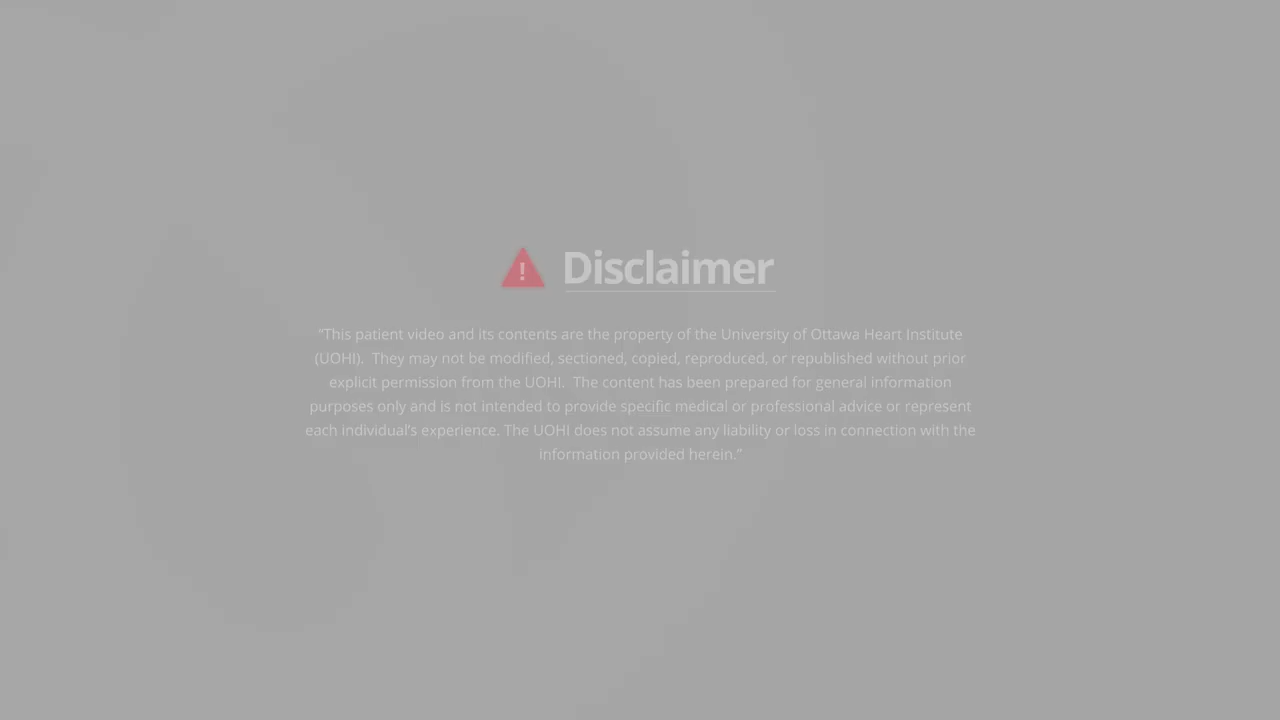 ! Disclaimer
“This patient video and its contents are the property of the University of Ottawa Heart Institute
(UOHI).  They may not be modified, sectioned, copied, reproduced, or republished without prior
explicit permission from the UOHI.  The content has been prepared for general information
purposes only and is not intended to provide specific medical or professional advice or represent
each individual’s experience. The UOHI does not assume any liability or loss in connection with the
information provided herein.”